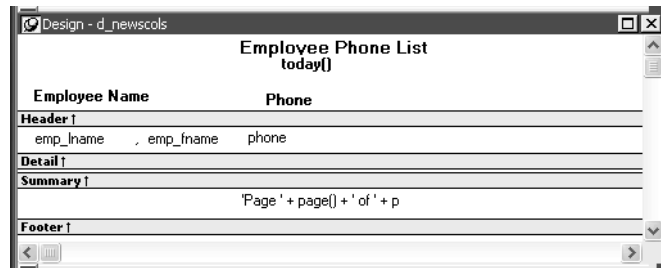 Design - d_newscols
Employee Phone List
today()
Employee Name Phone
Header ↑
emp_lname , emp_fname phone
Detail ↑
Summary ↑
'Page ' + page() + ' of ' + p
Footer ↑